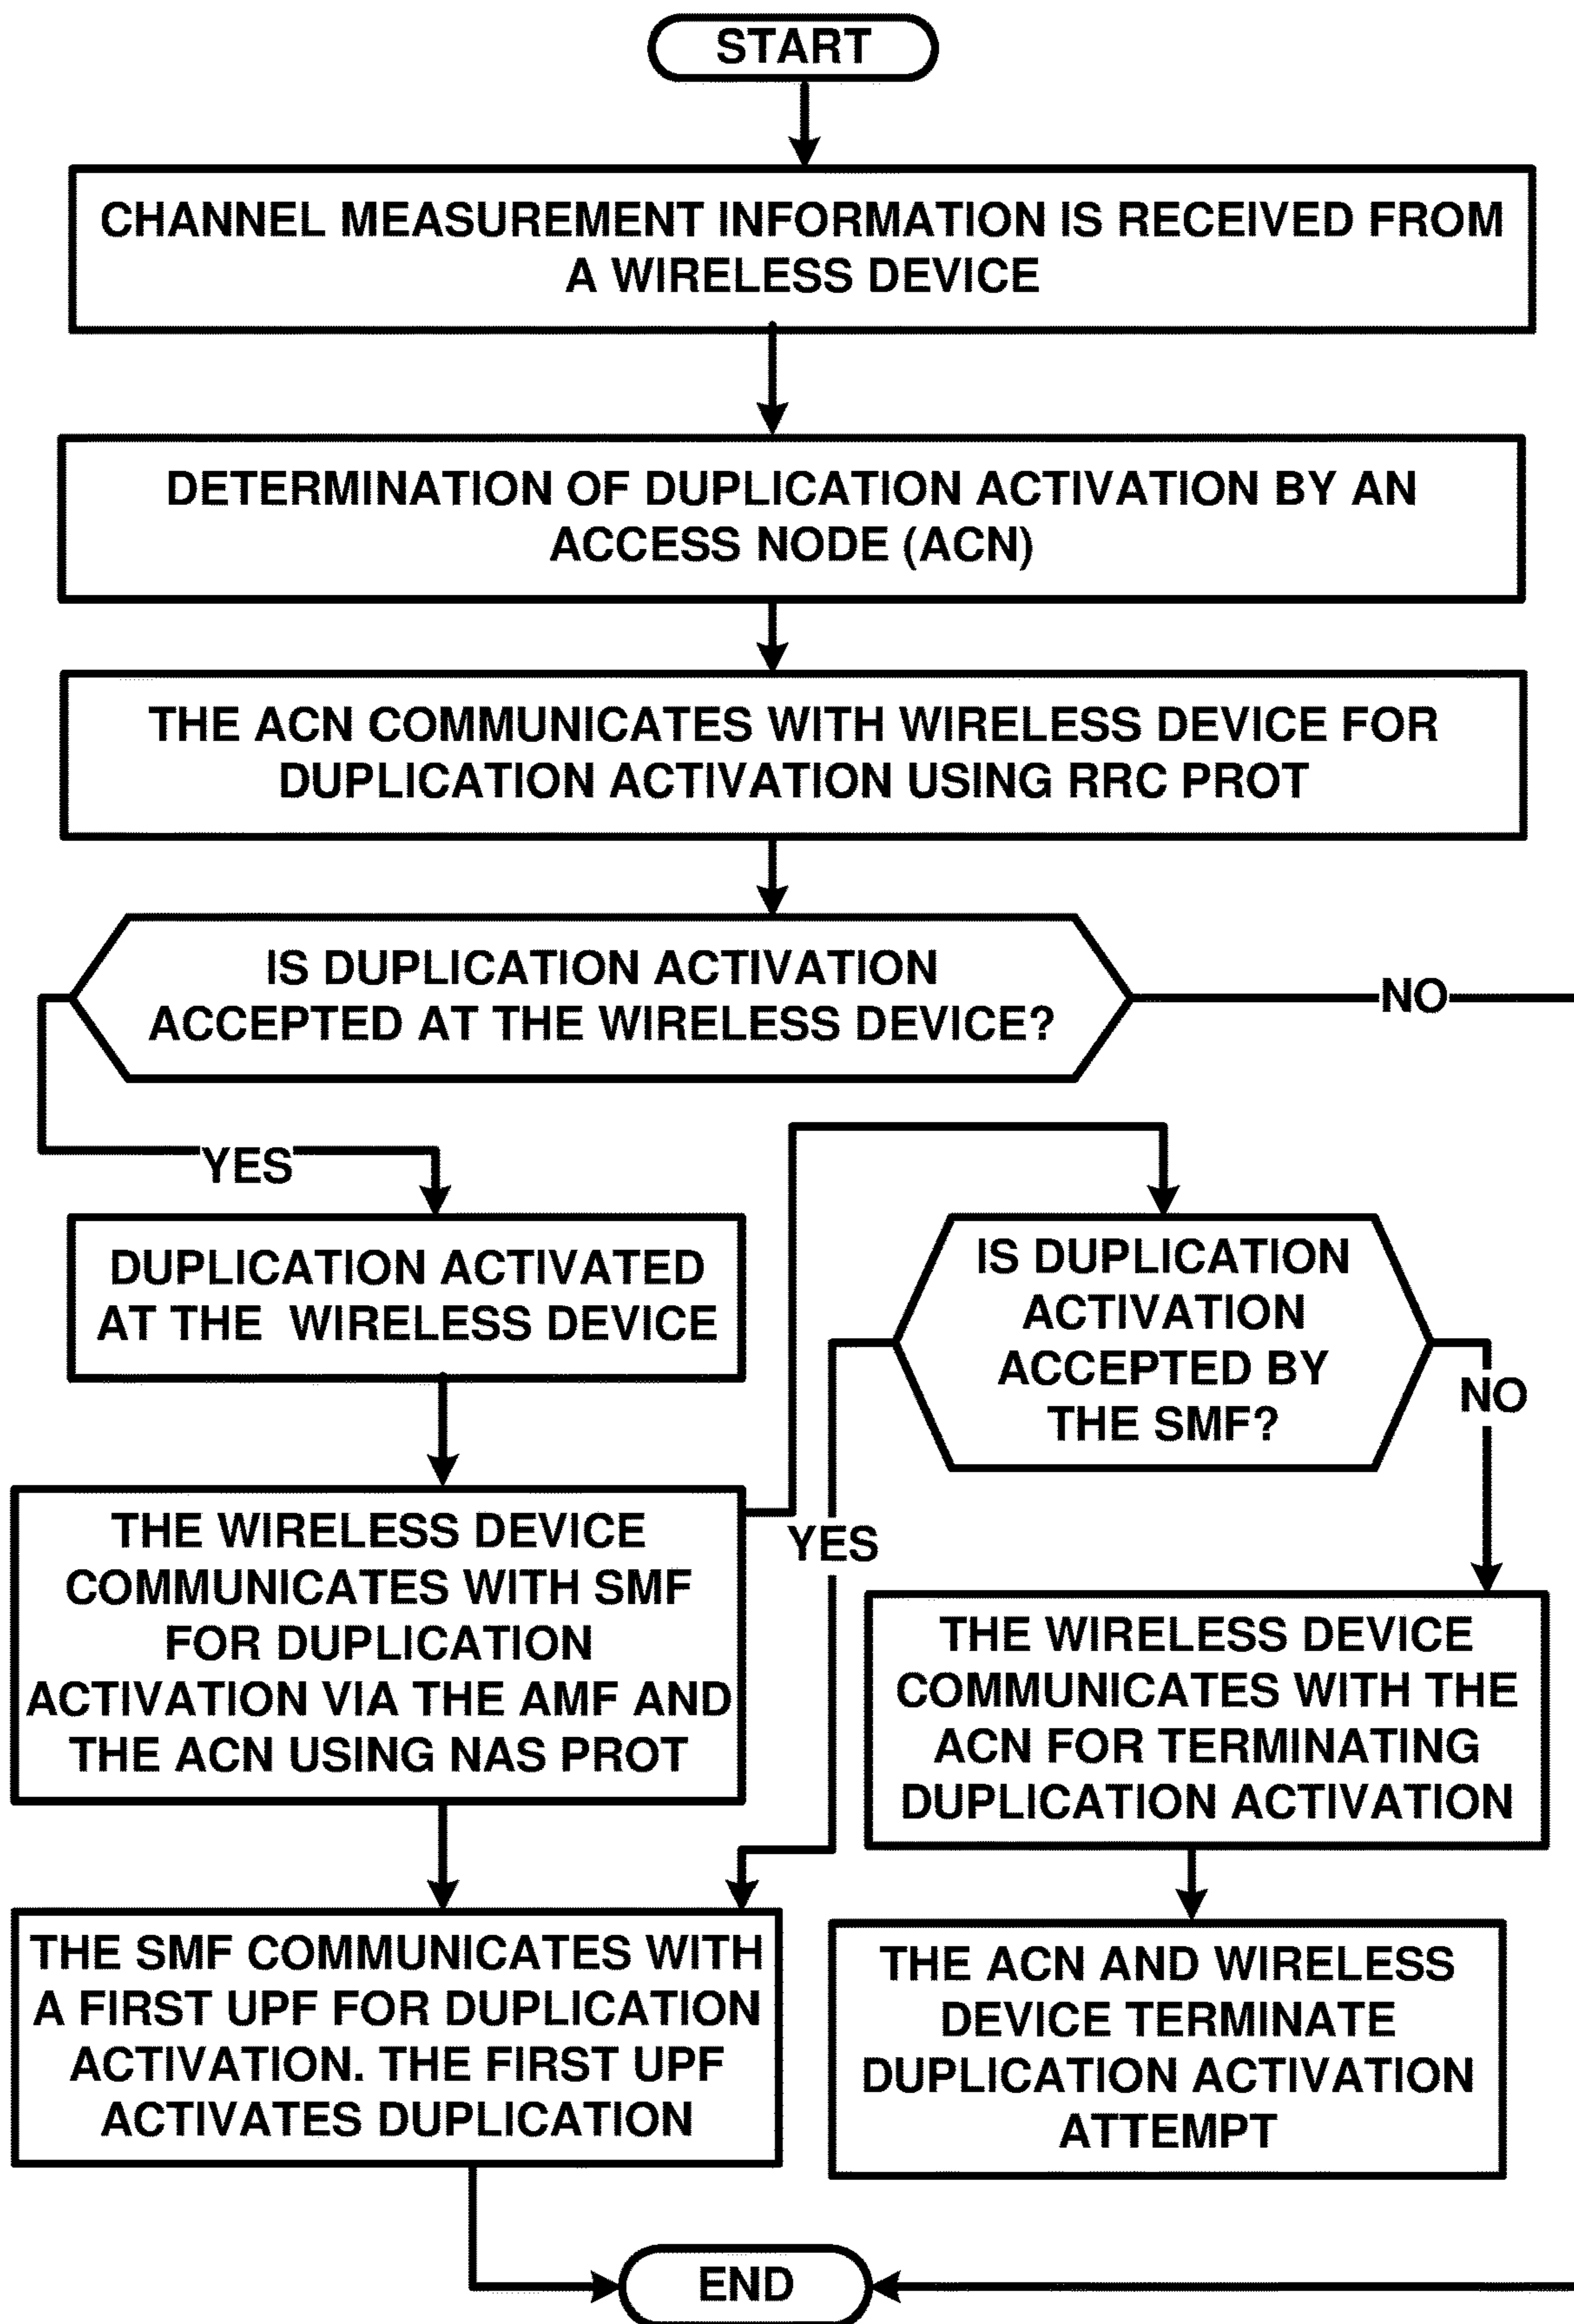 START
CHANNEL MEASUREMENT INFORMATION IS RECEIVED FROM
A WIRELESS DEVICE
DETERMINATION OF DUPLICATION ACTIVATION BY AN
ACCESS NODE (ACN)
THE ACN COMMUNICATES WITH WIRELESS DEVICE FOR
DUPLICATION ACTIVATION USING RRC PROT
IS DUPLICATION ACTIVATION
ACCEPTED AT THE WIRELESS DEVICE?
NO
YES
DUPLICATION ACTIVATED
AT THE WIRELESS DEVICE
THE WIRELESS DEVICE
COMMUNICATES WITH SMF
FOR DUPLICATION
ACTIVATION VIA THE AMF AND
THE ACN USING NAS PROT
IS DUPLICATION
ACTIVATION
ACCEPTED BY
THE SMF?
NO
YES
THE WIRELESS DEVICE
COMMUNICATES WITH THE
ACN FOR TERMINATING
DUPLICATION ACTIVATION
THE SMF COMMUNICATES WITH
A FIRST UPF FOR DUPLICATION
ACTIVATION. THE FIRST UPF
ACTIVATES DUPLICATION
THE ACN AND WIRELESS
DEVICE TERMINATE
DUPLICATION ACTIVATION
ATTEMPT
END